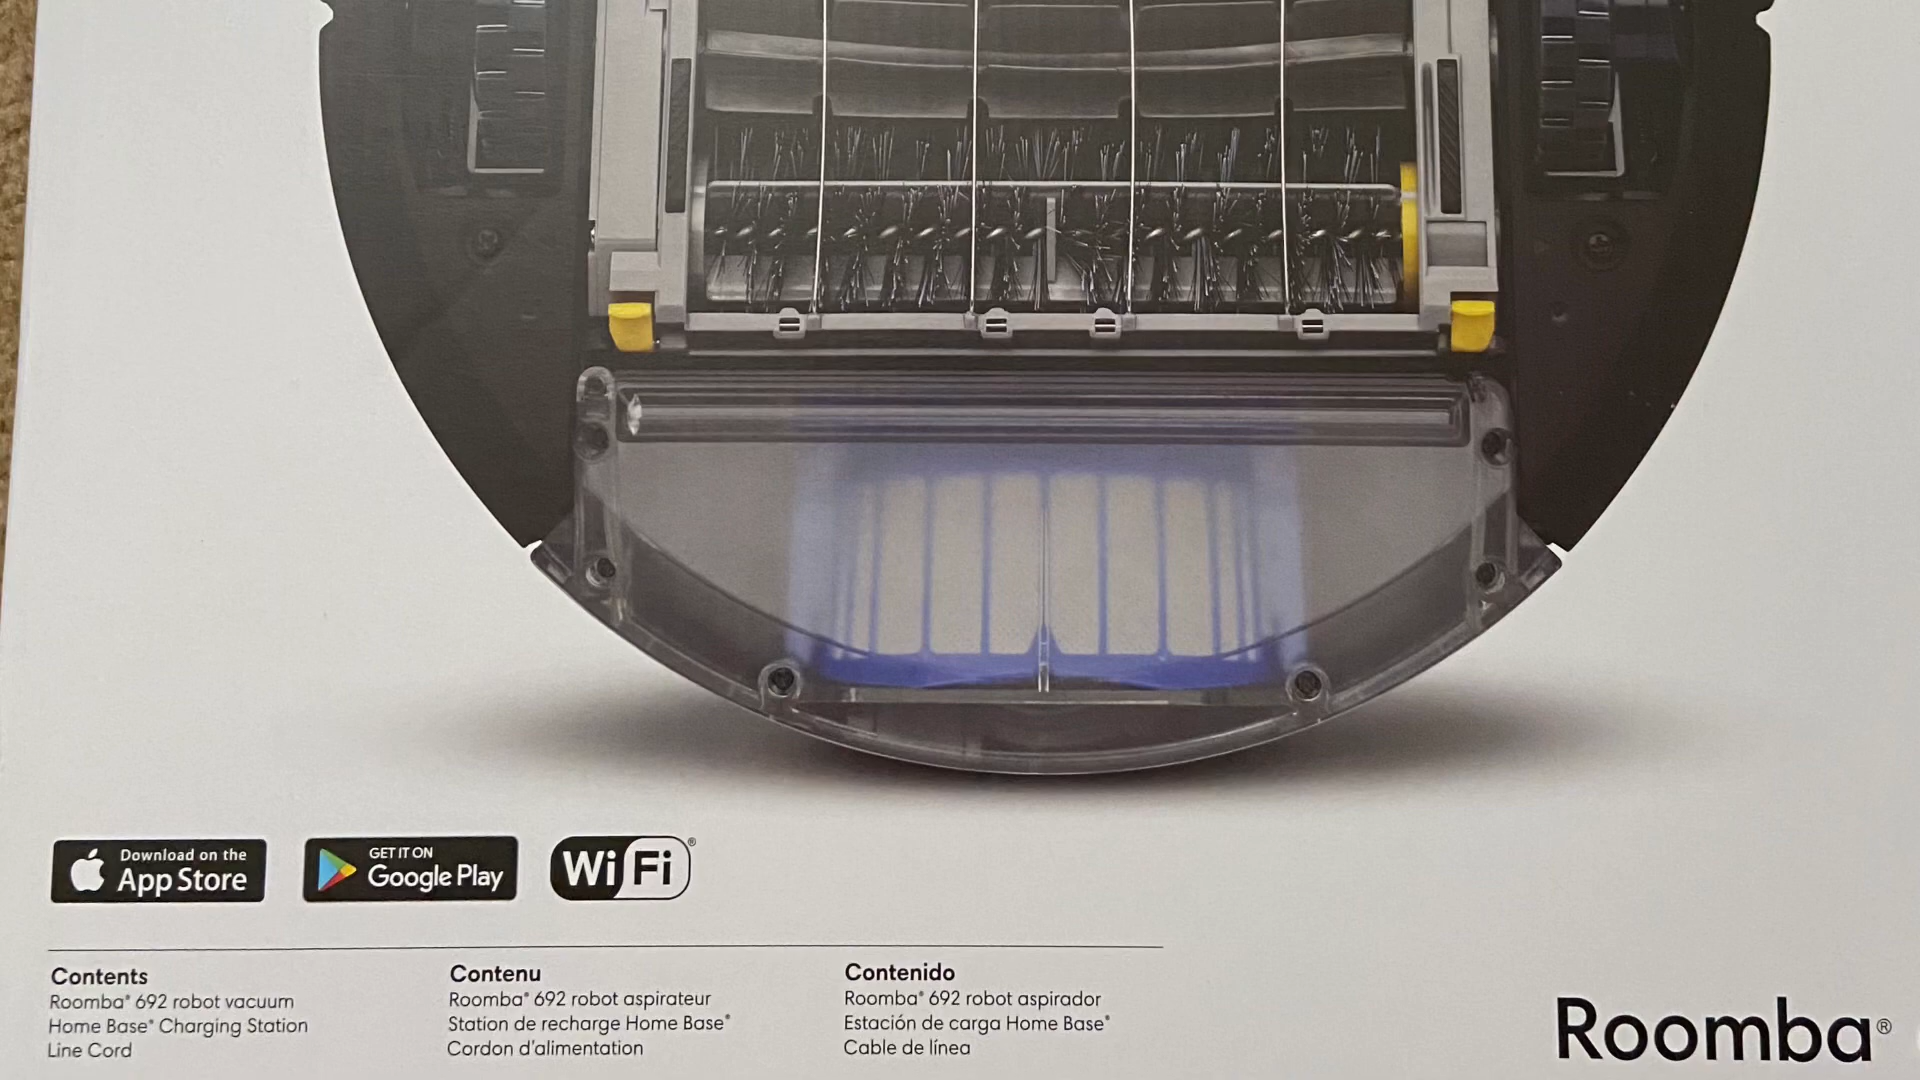 Download on the
App Store
GET IT ON
Google Play
Wi Fi®
Contents
Roomba® 692 robot vacuum
Home Base® Charging Station
Line Cord
Contenu
Roomba® 692 robot aspirateur
Station de recharge Home Base®
Cordon d'alimentation
Contenido
Roomba® 692 robot aspirador
Estación de carga Home Base®
Cable de línea
Roomba®